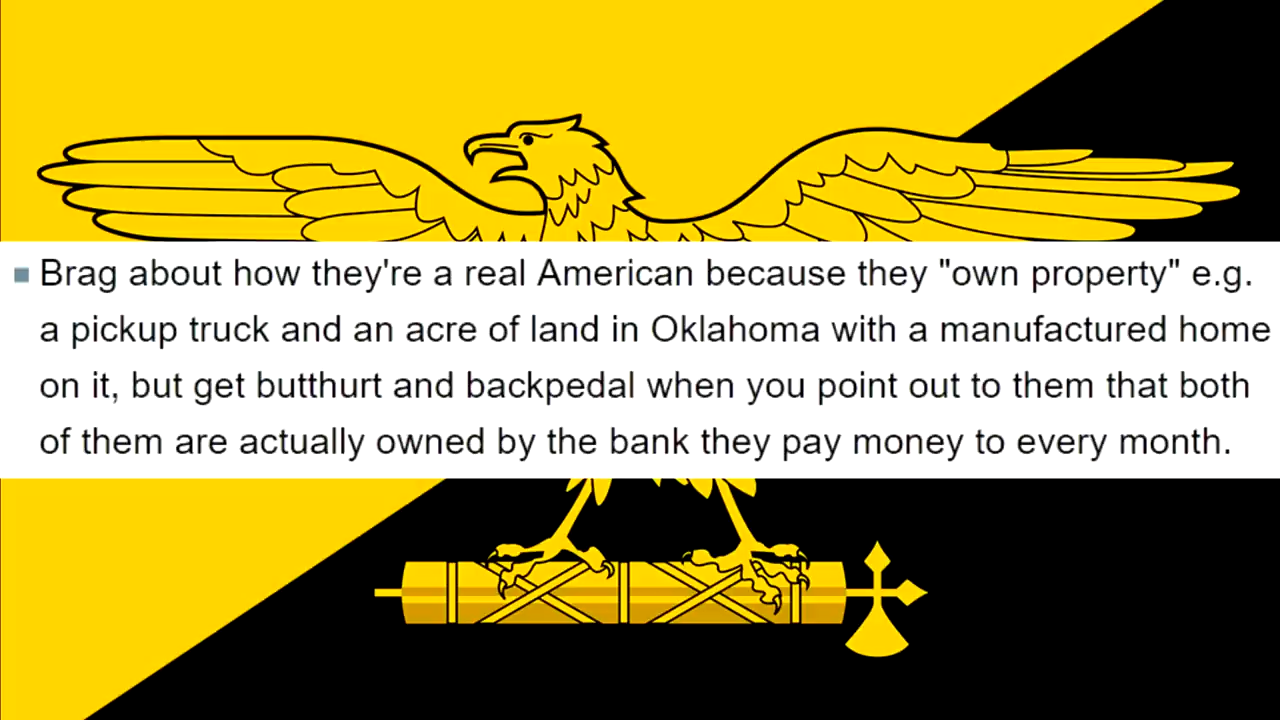 Brag about how they're a real American because they "own property" e.g.
a pickup truck and an acre of land in Oklahoma with a manufactured home
on it, but get butthurt and backpedal when you point out to them that both
of them are actually owned by the bank they pay money to every month.